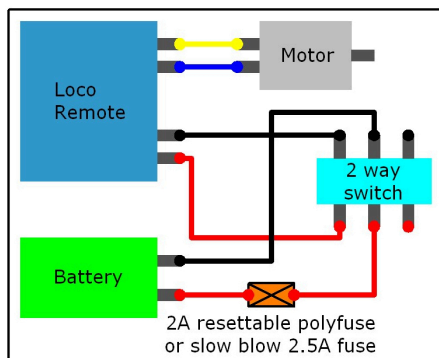 Loco
Remote
Motor
2 way
switch
Battery
2A resettable polyfuse
or slow blow 2.5A fuse